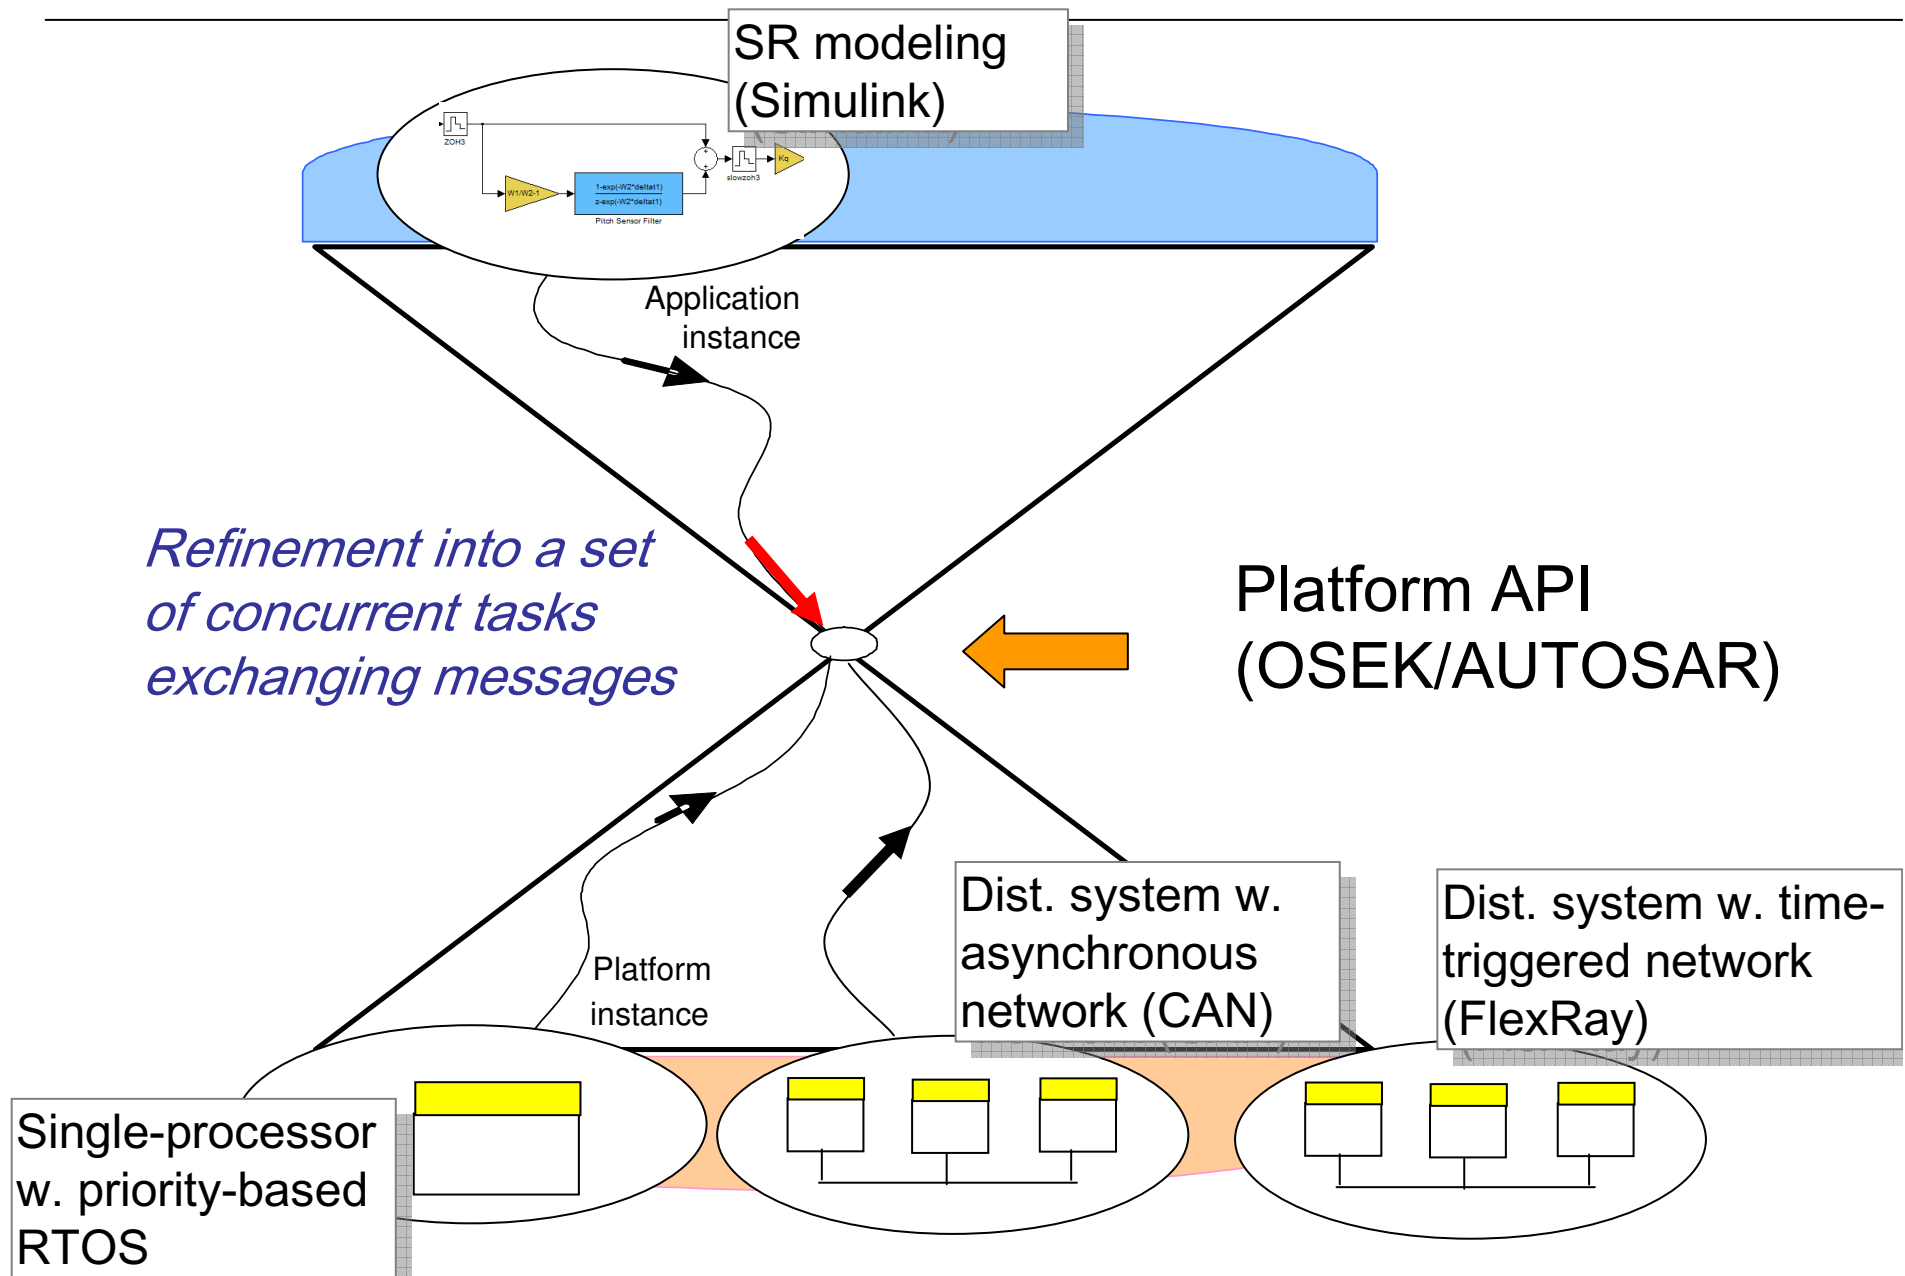 SR modeling
(Simulink)
ZOH3
W1/W2-1
1-exp(-W2*deltat1)
z-exp(-W2*deltat1)
Pitch Sensor Filter
+
+
slowzoh3
Kq
Application
instance
Refinement into a set
of concurrent tasks
exchanging messages
Platform API
(OSEK/AUTOSAR)
Platform
instance
Dist. system w.
asynchronous
network (CAN)
Dist. system w. time-
triggered network
(FlexRay)
Single-processor
w. priority-based
RTOS